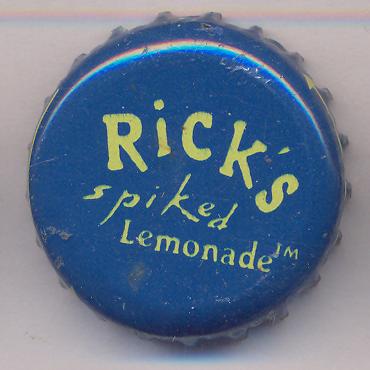 RiCK's
spiked
Lemonade™